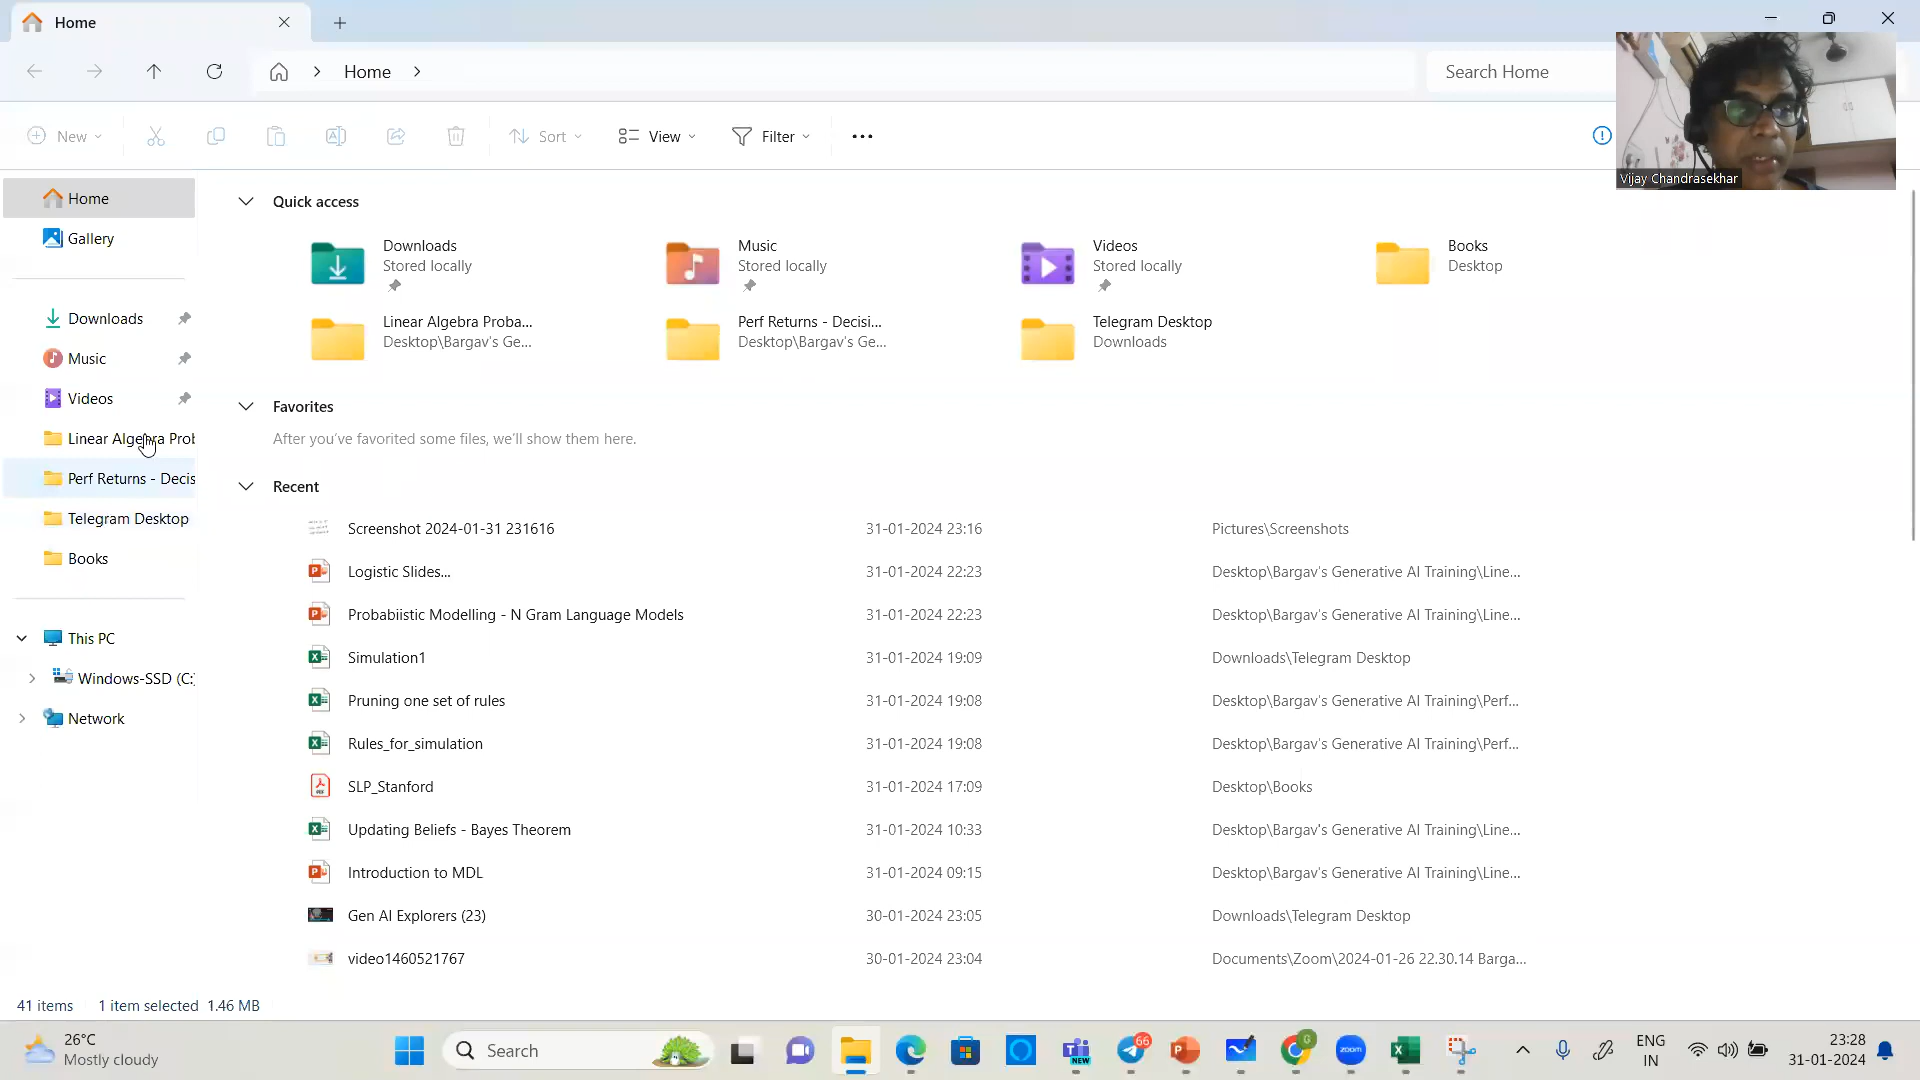 Home
Home
Search Home
New
Sort
View
Filter
Vijay Chandrasekhar
Home
Gallery
Downloads
Music
Videos
Linear Algebra Prob
Perf Returns - Decis
Telegram Desktop
Books
This PC
Windows-SSD (C:)
Network
Quick access
Downloads
Stored locally
Music
Stored locally
Videos
Stored locally
Books
Desktop
Linear Algebra Proba...
Desktop\Bargav's Ge...
Perf Returns - Decisi...
Desktop\Bargav's Ge...
Telegram Desktop
Downloads
Favorites
After you've favorited some files, we'll show them here.
Recent
Screenshot 2024-01-31 231616 31-01-2024 23:16 Pictures\Screenshots
Logistic Slides... 31-01-2024 22:23 Desktop\Bargav's Generative AI Training\Line...
Probabiistic Modelling - N Gram Language Models 31-01-2024 22:23 Desktop\Bargav's Generative AI Training\Line...
Simulation1 31-01-2024 19:09 Downloads\Telegram Desktop
Pruning one set of rules 31-01-2024 19:08 Desktop\Bargav's Generative AI Training\Perf...
Rules_for_simulation 31-01-2024 19:08 Desktop\Bargav's Generative AI Training\Perf...
SLP_Stanford 31-01-2024 17:09 Desktop\Books
Updating Beliefs - Bayes Theorem 31-01-2024 10:33 Desktop\Bargav's Generative AI Training\Line...
Introduction to MDL 31-01-2024 09:15 Desktop\Bargav's Generative AI Training\Line...
Gen AI Explorers (23) 30-01-2024 23:05 Downloads\Telegram Desktop
video1460521767 30-01-2024 23:04 Documents\Zoom\2024-01-26 22.30.14 Barga...
41 items 1 item selected 1.46 MB
26°C
Mostly cloudy
Search
NEW
66
G
zoom
ENG
IN
23:28
31-01-2024